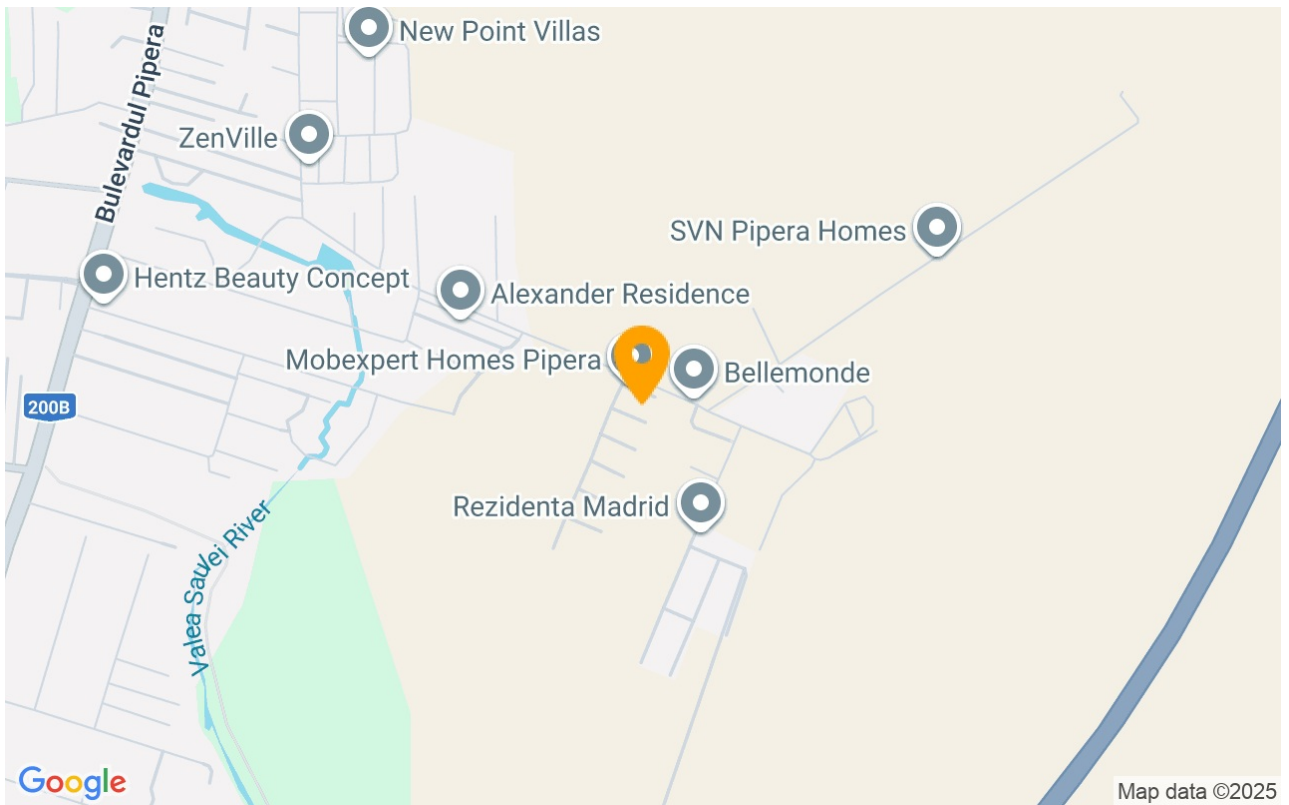 New Point Villas
Bulevardul Pipera
ZenVille
SVN Pipera Homes
Hentz Beauty Concept
Alexander Residence
Mobexpert Homes Pipera
Bellemonde
200B
Rezidenta Madrid
Valea Saulei River
Google
Map data ©2025